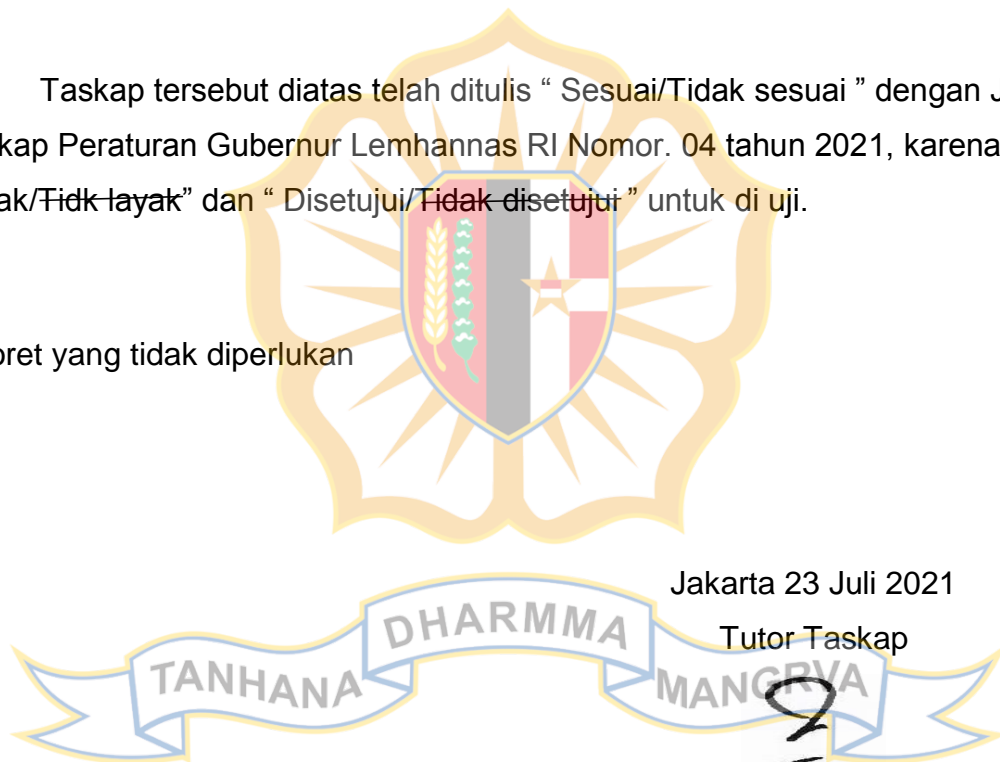 Taskap tersebut diatas telah ditulis “ Sesuai/Tidak sesuai ” dengan J
kap Peraturan Gubernur Lemhannas RI Nomor. 04 tahun 2021, karena
ak/Tidk layak” dan “ Disetujui/Tidak disetujui ” untuk di uji.
oret yang tidak diperlukan
Jakarta 23 Juli 2021
Tutor Taskap
TANHANA DHARMMA MANGRVA